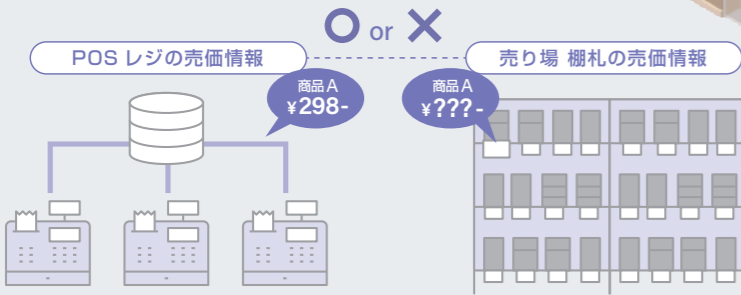 ○ or ×
POS レジの売価情報
売り場 棚札の売価情報
商品A
¥298-
商品A
¥???-